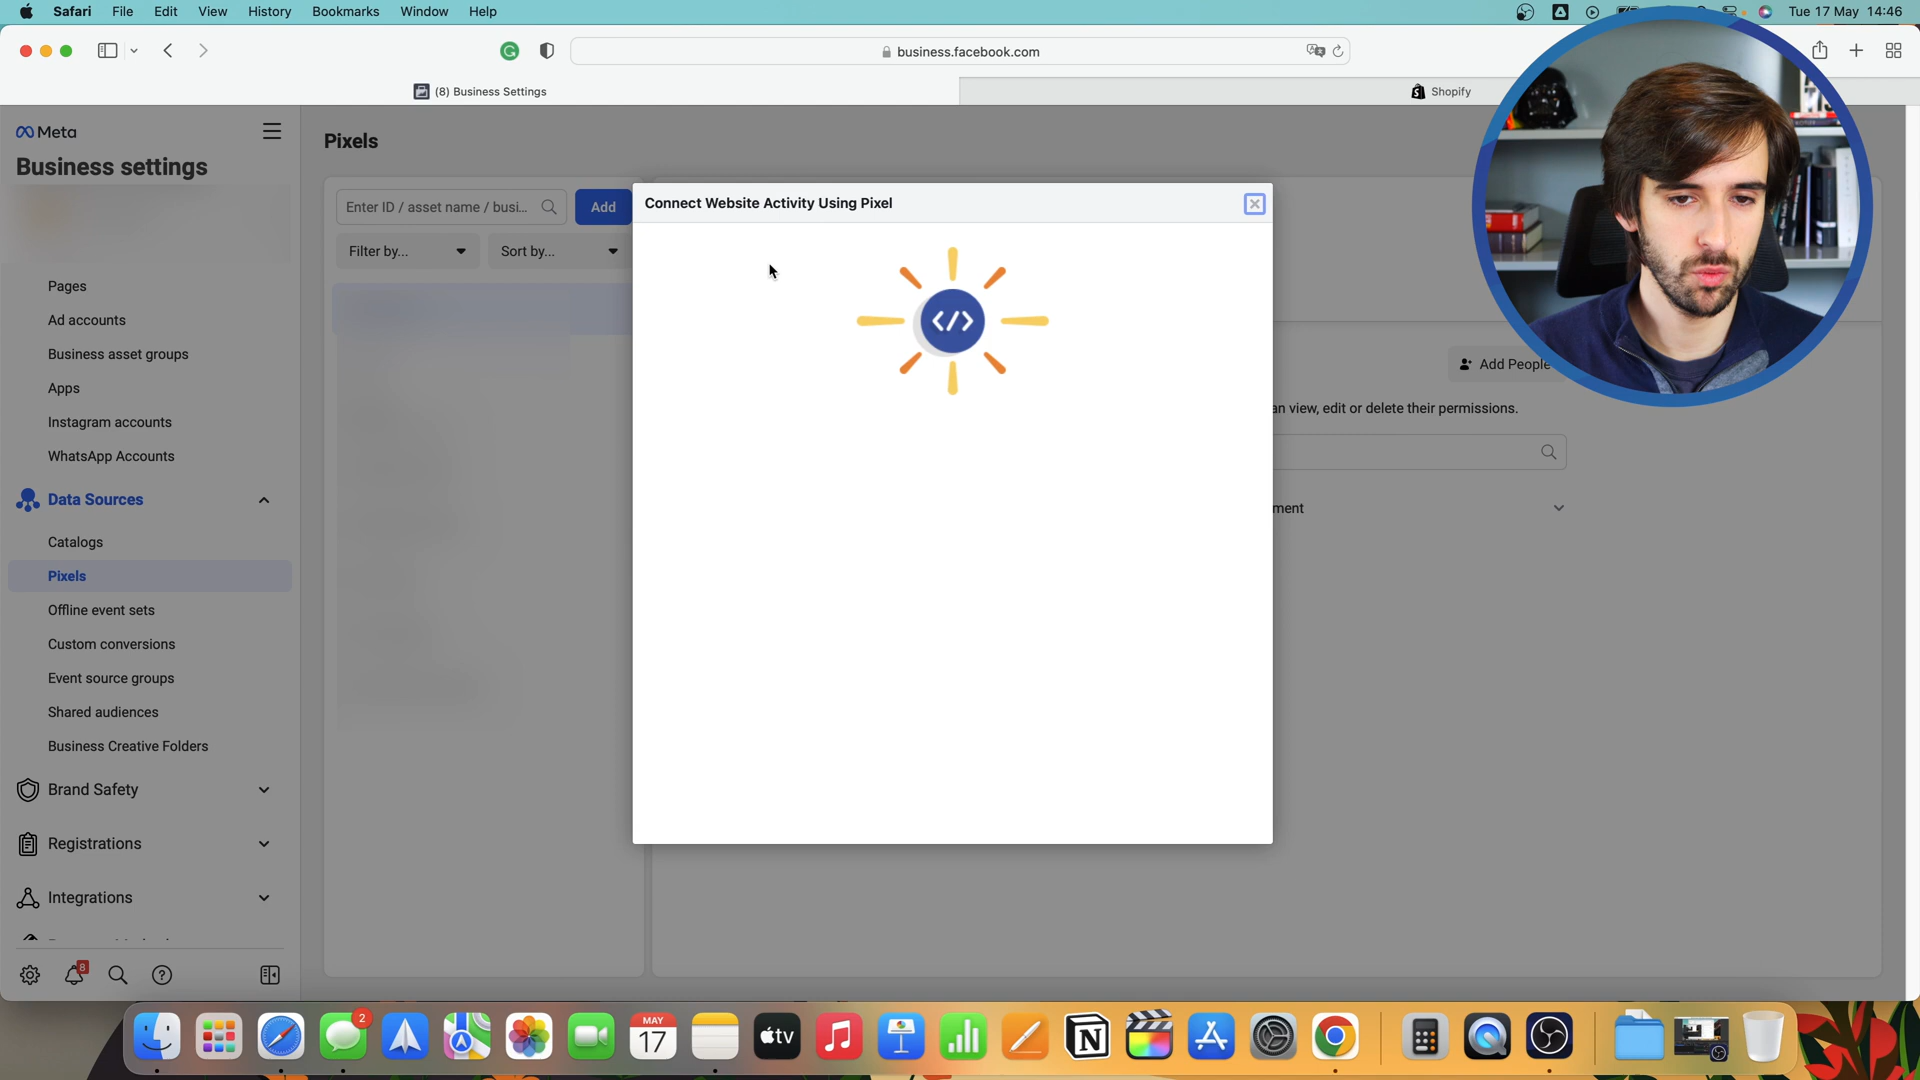 Safari File Edit View History Bookmarks Window Help
Tue 17 May 14:46
business.facebook.com
(8) Business Settings
Shopify
Meta
Business settings
Pages
Ad accounts
Business asset groups
Apps
Instagram accounts
WhatsApp Accounts
Data Sources
Catalogs
Pixels
Offline event sets
Custom conversions
Event source groups
Shared audiences
Business Creative Folders
Brand Safety
Registrations
Integrations
8
Pixels
Enter ID / asset name / busi...
Add
Filter by...
Sort by...
Connect Website Activity Using Pixel
</>
Add People
an view, edit or delete their permissions.
ment
2
MAY
17
tv